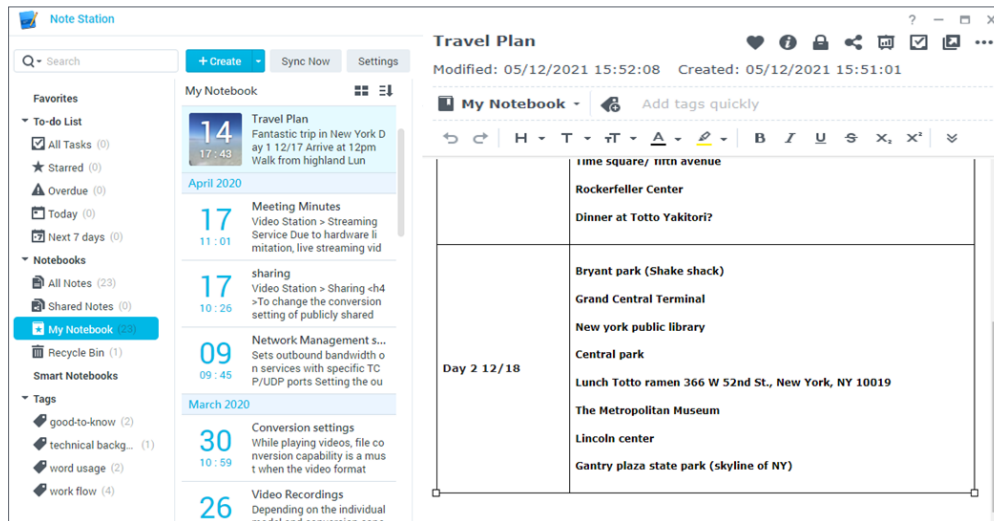 Note Station
Search
+ Create
Sync Now
Settings
Favorites
To-do List
All Tasks (0)
Starred (0)
Overdue (0)
Today (0)
Next 7 days (0)
Notebooks
All Notes (23)
Shared Notes (0)
My Notebook (23)
Recycle Bin (1)
Smart Notebooks
Tags
good-to-know (2)
technical backg... (1)
word usage (2)
work flow (4)
My Notebook
14
17:43
Travel Plan
Fantastic trip in New York D
ay 1 12/17 Arrive at 12pm
Walk from highland Lun
April 2020
17
11 : 01
Meeting Minutes
Video Station > Streaming
Service Due to hardware li
mitation, live streaming vid
17
10 : 26
sharing
Video Station > Sharing <h4
>To change the conversion
setting of publicly shared
09
09 : 45
Network Management s...
Sets outbound bandwidth o
n services with specific TC
P/UDP ports Setting the ou
March 2020
30
10 : 59
Conversion settings
While playing videos, file co
nversion capability is a mus
t when the video format
26
Video Recordings
Depending on the individual
model and conversion capa
Travel Plan
Modified: 05/12/2021 15:52:08 Created: 05/12/2021 15:51:01
My Notebook
Add tags quickly
H T TT A B I U S X₂ X²
Time square/ fifth avenue
Rockerfeller Center
Dinner at Totto Yakitori?
Day 2 12/18
Bryant park (Shake shack)
Grand Central Terminal
New york public library
Central park
Lunch Totto ramen 366 W 52nd St., New York, NY 10019
The Metropolitan Museum
Lincoln center
Gantry plaza state park (skyline of NY)